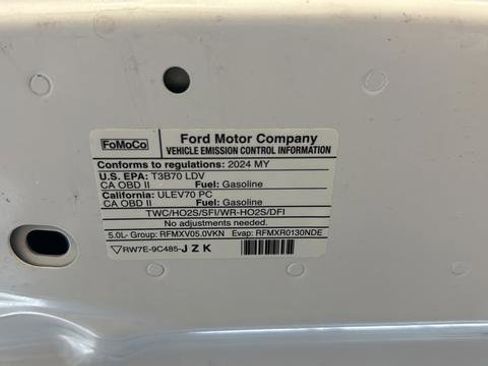 FoMoCo Ford Motor Company
VEHICLE EMISSION CONTROL INFORMATION
Conforms to regulations: 2024 MY
U.S. EPA: T3B70 LDV
CA OBD II Fuel: Gasoline
California: ULEV70 PC
CA OBD II Fuel: Gasoline
TWC/HO2S/SFI/WR-HO2S/DFI
No adjustments needed.
5.0L- Group: RFMXV05.0VKN Evap: RFMXR0130NDE
▽RW7E-9C485-JZK